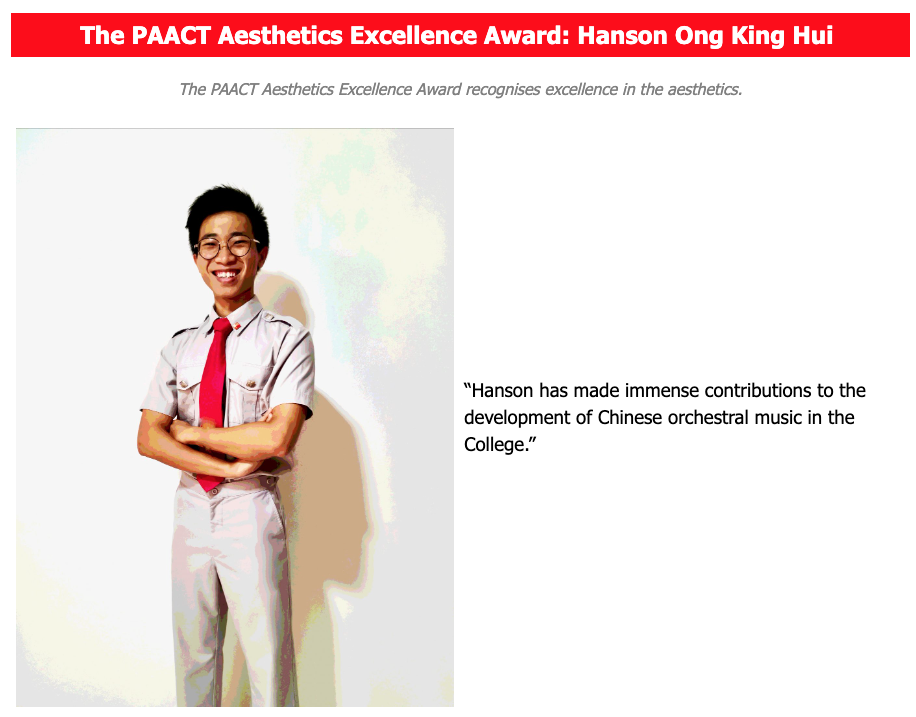 The PAACT Aesthetics Excellence Award: Hanson Ong King Hui
The PAACT Aesthetics Excellence Award recognises excellence in the aesthetics.
“Hanson has made immense contributions to the
development of Chinese orchestral music in the
College.”